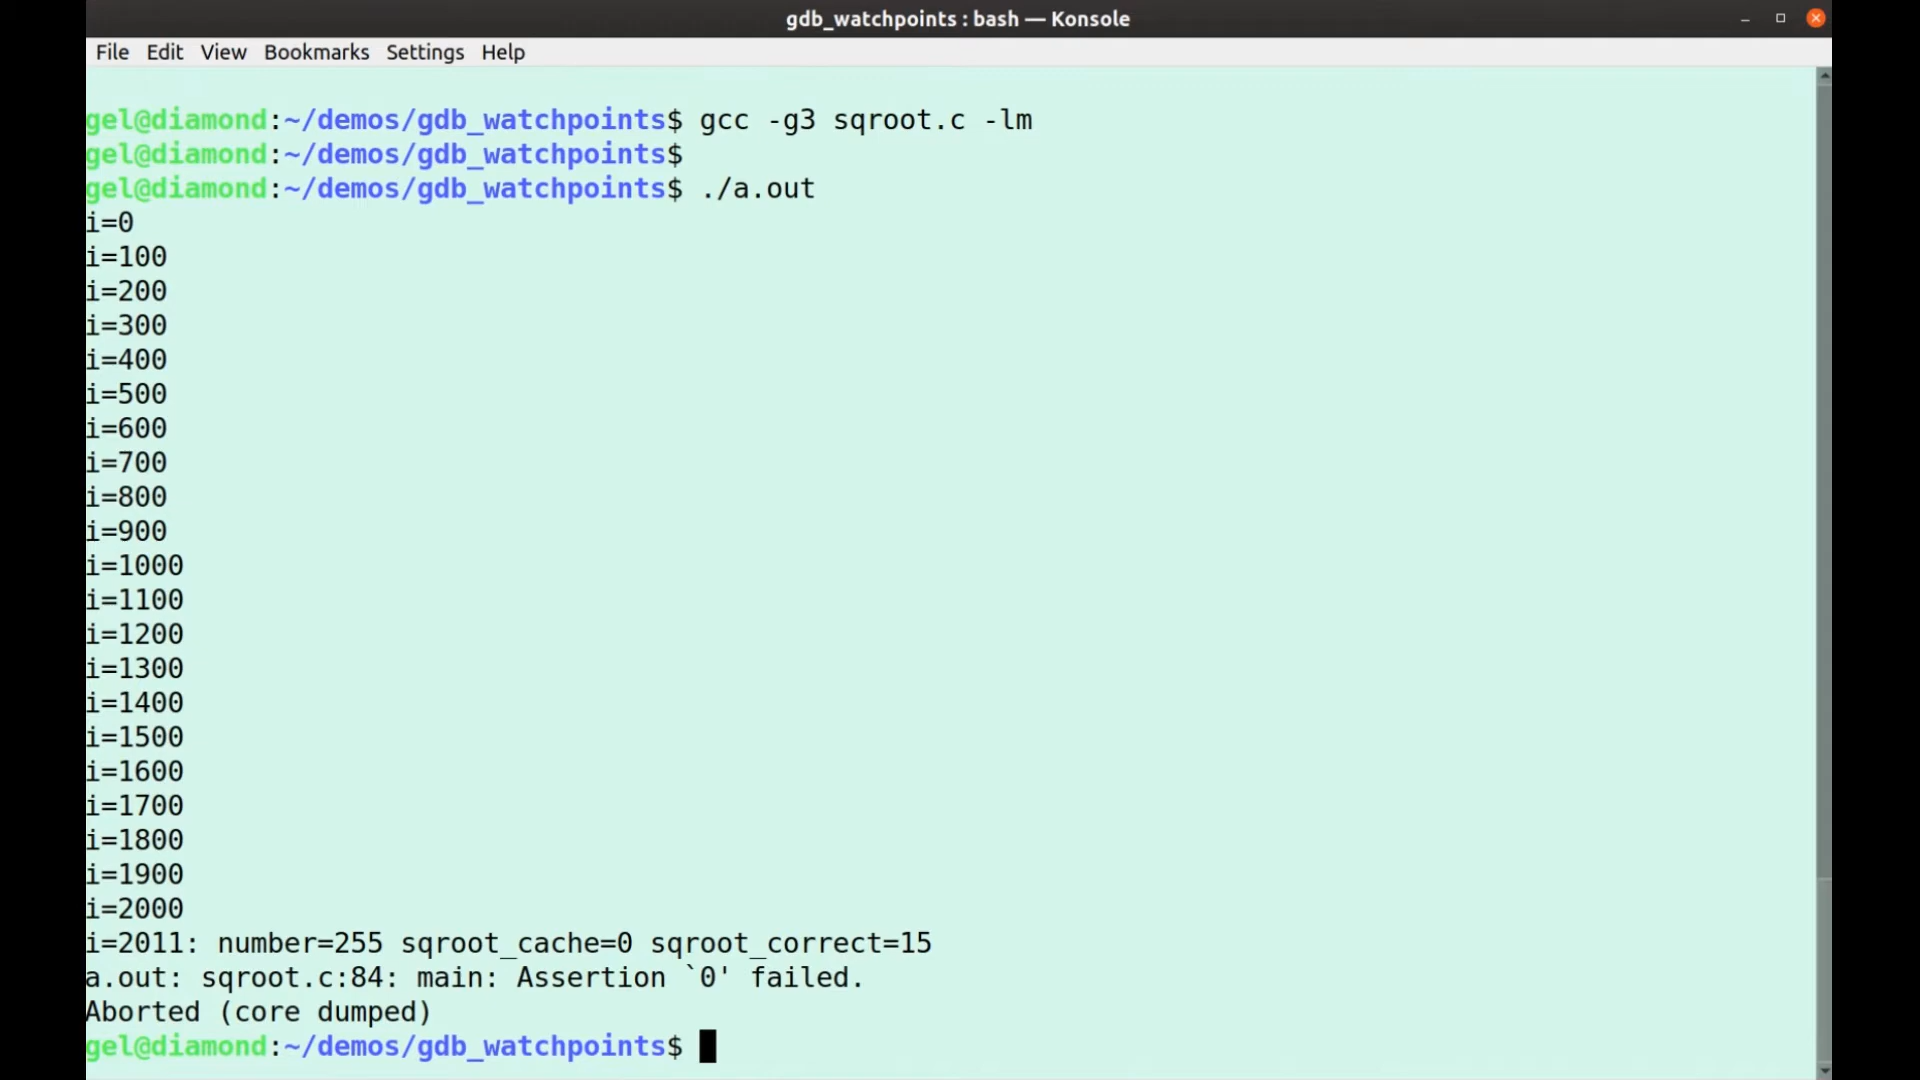 gdb_watchpoints : bash — Konsole
File Edit View Bookmarks Settings Help
gel@diamond:~/demos/gdb_watchpoints$ gcc -g3 sqroot.c -lm
gel@diamond:~/demos/gdb_watchpoints$
gel@diamond:~/demos/gdb_watchpoints$ ./a.out
i=0
i=100
i=200
i=300
i=400
i=500
i=600
i=700
i=800
i=900
i=1000
i=1100
i=1200
i=1300
i=1400
i=1500
i=1600
i=1700
i=1800
i=1900
i=2000
i=2011: number=255 sqroot_cache=0 sqroot_correct=15
a.out: sqroot.c:84: main: Assertion `0' failed.
Aborted (core dumped)
gel@diamond:~/demos/gdb_watchpoints$